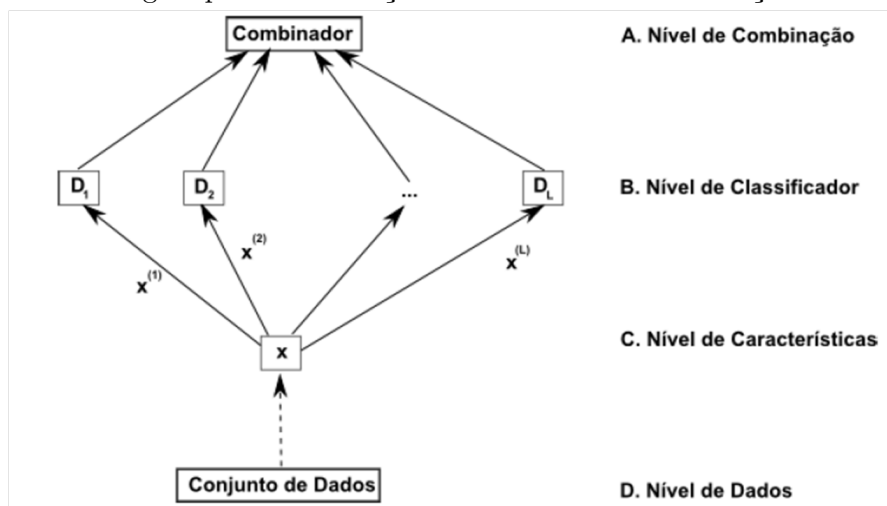 Combinador
A. Nível de Combinação
D1
D2
...
DL
B. Nível de Classificador
x(1)
x(2)
x(L)
x
C. Nível de Características
Conjunto de Dados
D. Nível de Dados